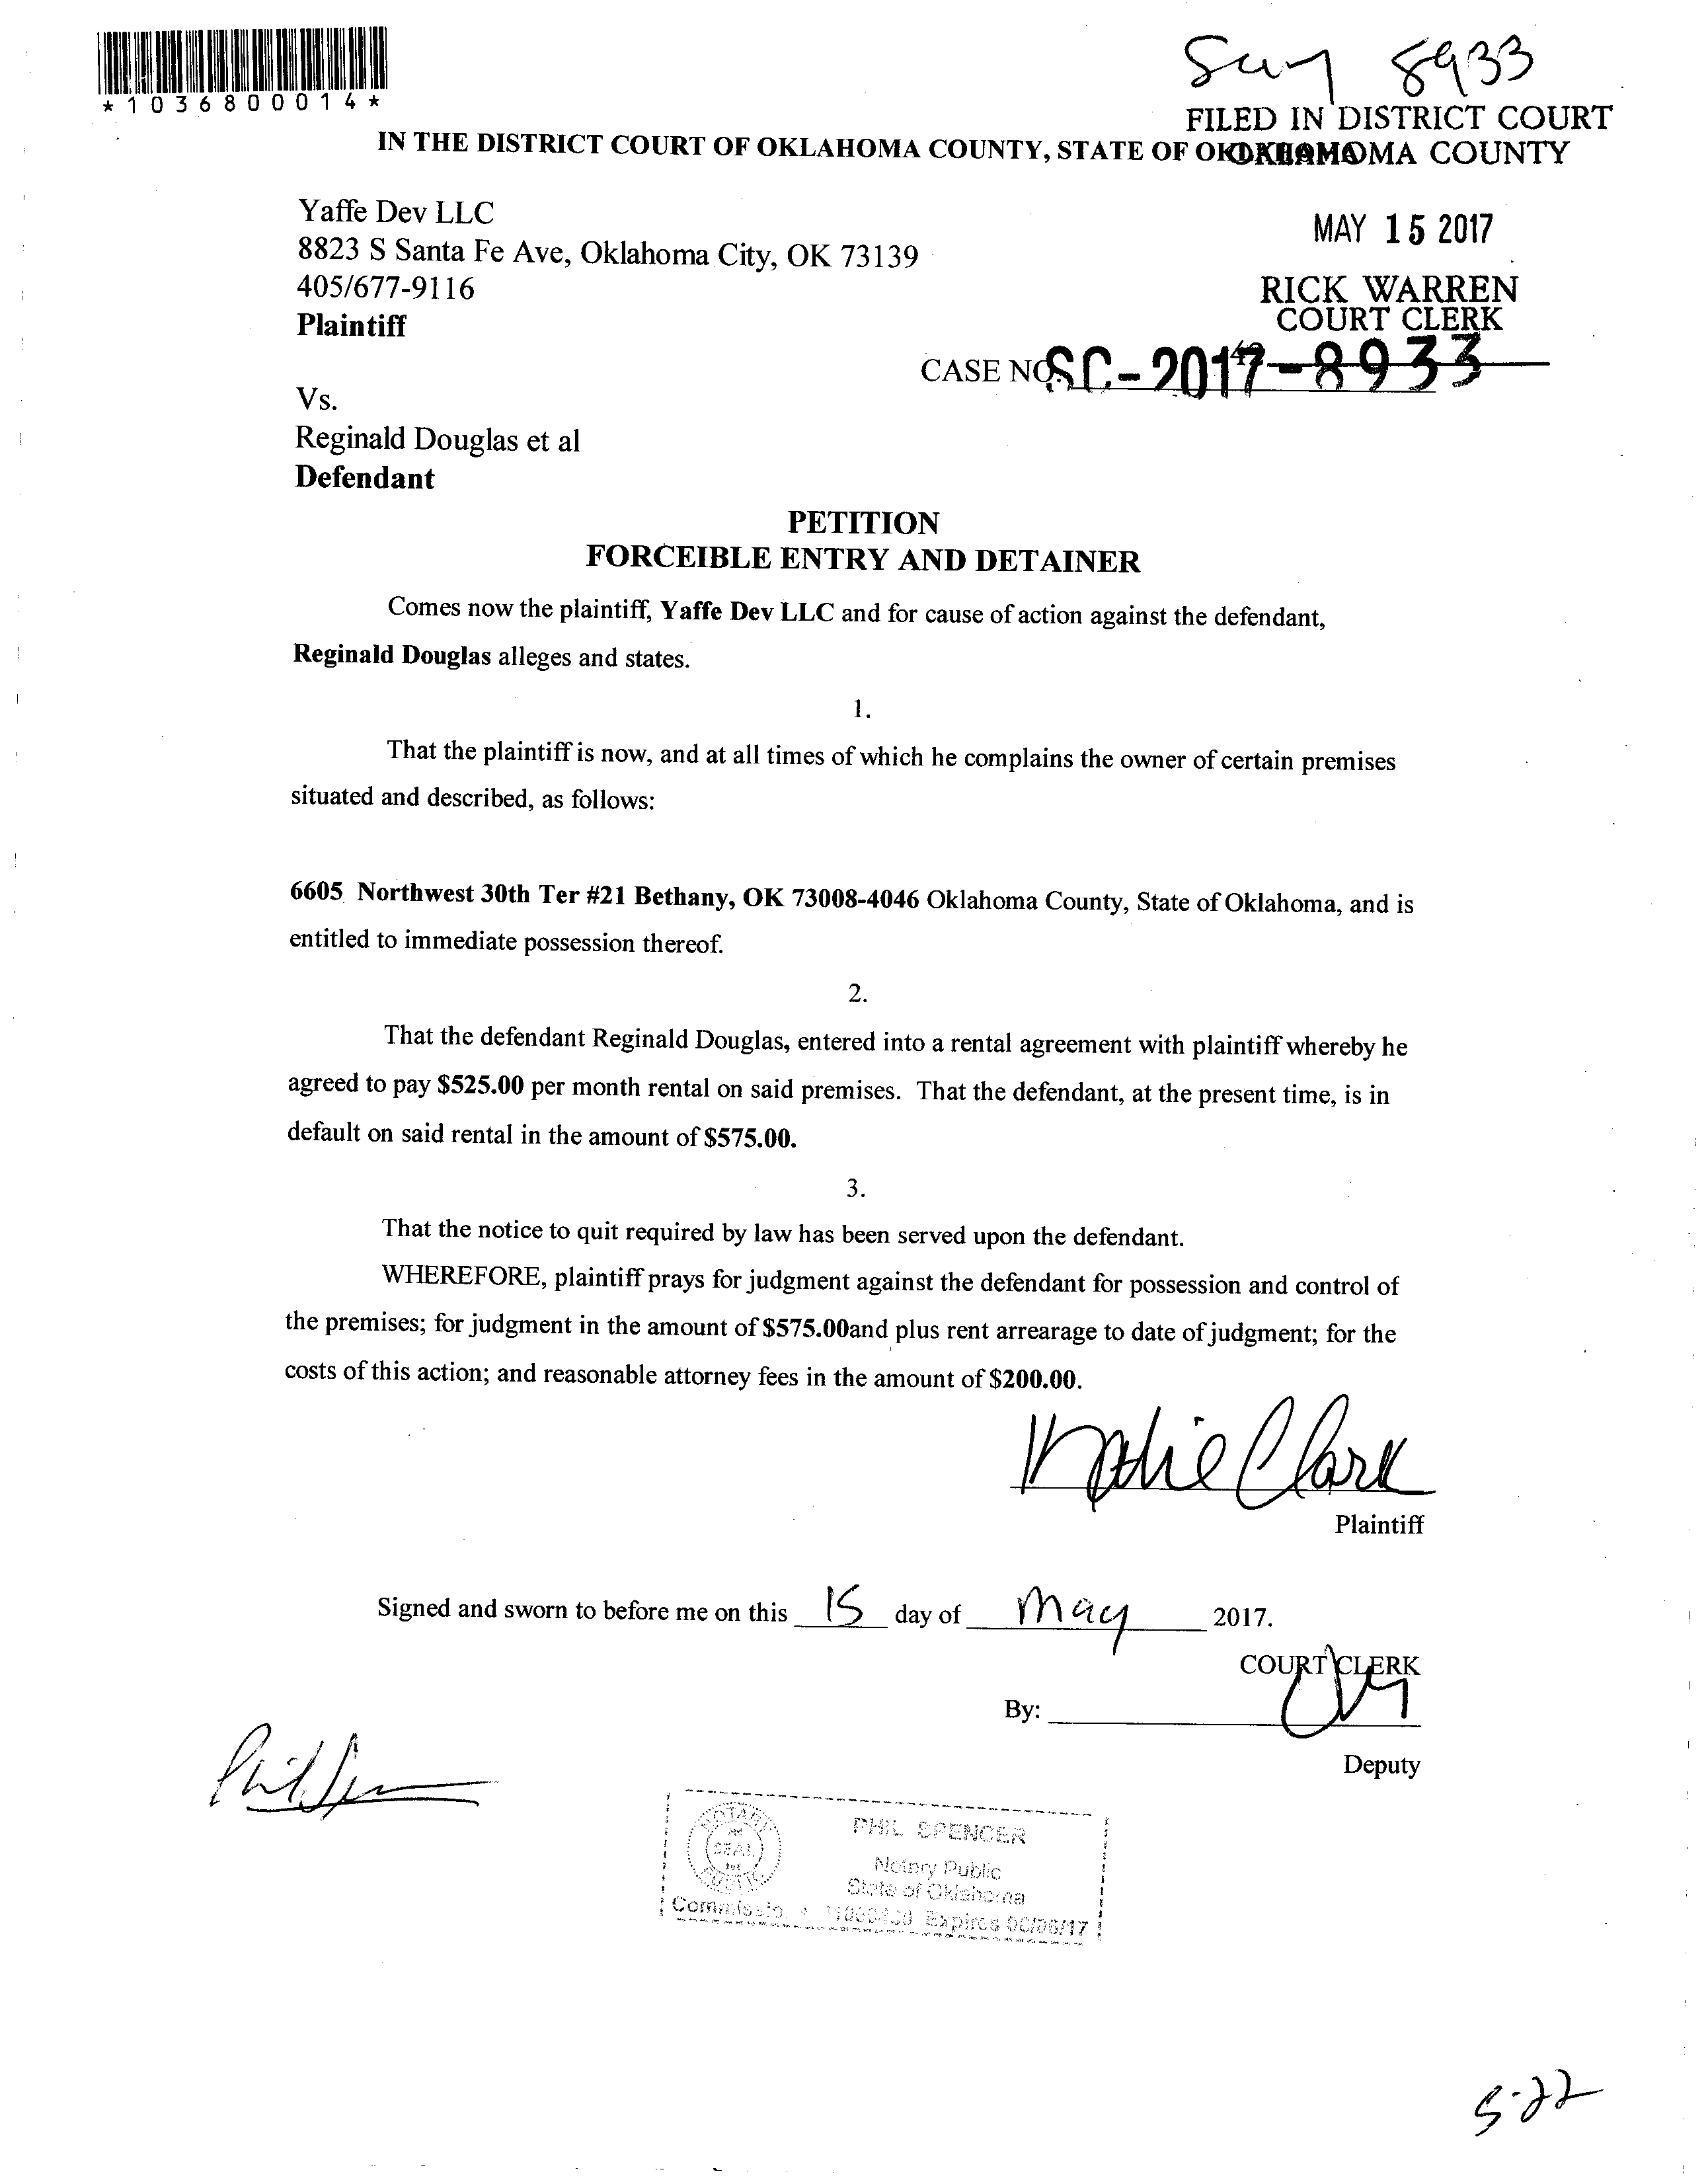 *1036800014*
8933
FILED IN DISTRICT COURT
IN THE DISTRICT COURT OF OKLAHOMA COUNTY, STATE OF OKLAHOMA
OKLAHOMA COUNTY
Yaffe Dev LLC
8823 S Santa Fe Ave, Oklahoma City, OK 73139
405/677-9116
Plaintiff
MAY 15 2017
RICK WARREN
COURT CLERK
CASE NO. SC-2017-8933
Vs.
Reginald Douglas et al
Defendant
PETITION
FORCEIBLE ENTRY AND DETAINER
Comes now the plaintiff, Yaffe Dev LLC and for cause of action against the defendant,
Reginald Douglas alleges and states.
1.
That the plaintiff is now, and at all times of which he complains the owner of certain premises
situated and described, as follows:
6605 Northwest 30th Ter #21 Bethany, OK 73008-4046 Oklahoma County, State of Oklahoma, and is
entitled to immediate possession thereof.
2.
That the defendant Reginald Douglas, entered into a rental agreement with plaintiff whereby he
agreed to pay $525.00 per month rental on said premises. That the defendant, at the present time, is in
default on said rental in the amount of $575.00.
3.
That the notice to quit required by law has been served upon the defendant.
WHEREFORE, plaintiff prays for judgment against the defendant for possession and control of
the premises; for judgment in the amount of $575.00and plus rent arrearage to date of judgment; for the
costs of this action; and reasonable attorney fees in the amount of $200.00.
Katie Clark
Plaintiff
Signed and sworn to before me on this 15 day of May 2017.
COURT CLERK
By:
Deputy
NOTARY
SEAL
PUBLIC
PHIL SPENCER
Notary Public
State of Oklahoma
Expires 06/06/17
5-22